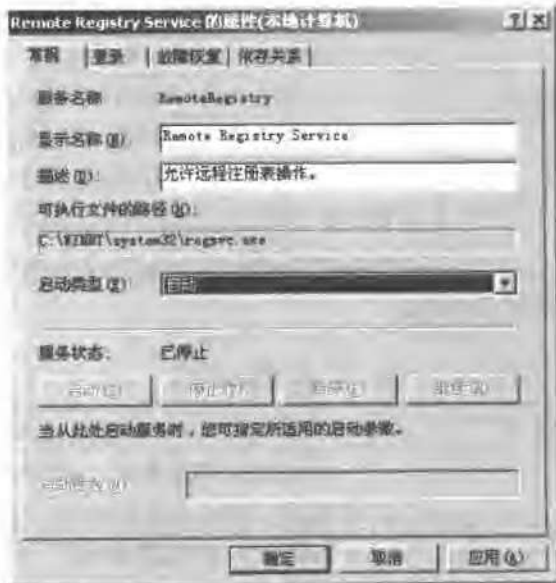 Remote Registry Service 的属性(本地计算机)
常规 登录 故障恢复 依存关系
服务名称 RemoteRegistry
显示名称(N): Remote Registry Service
描述(D): 允许远程注册表操作。
可执行文件的路径(H):
C:\WINNT\system32\regsvc.exe
启动类型(E): 自动
服务状态: 已停止
启动(S) 停止(T) 暂停(P) 恢复(R)
当从此处启动服务时，您可指定所适用的启动参数。
启动参数(M):
确定 取消 应用(A)